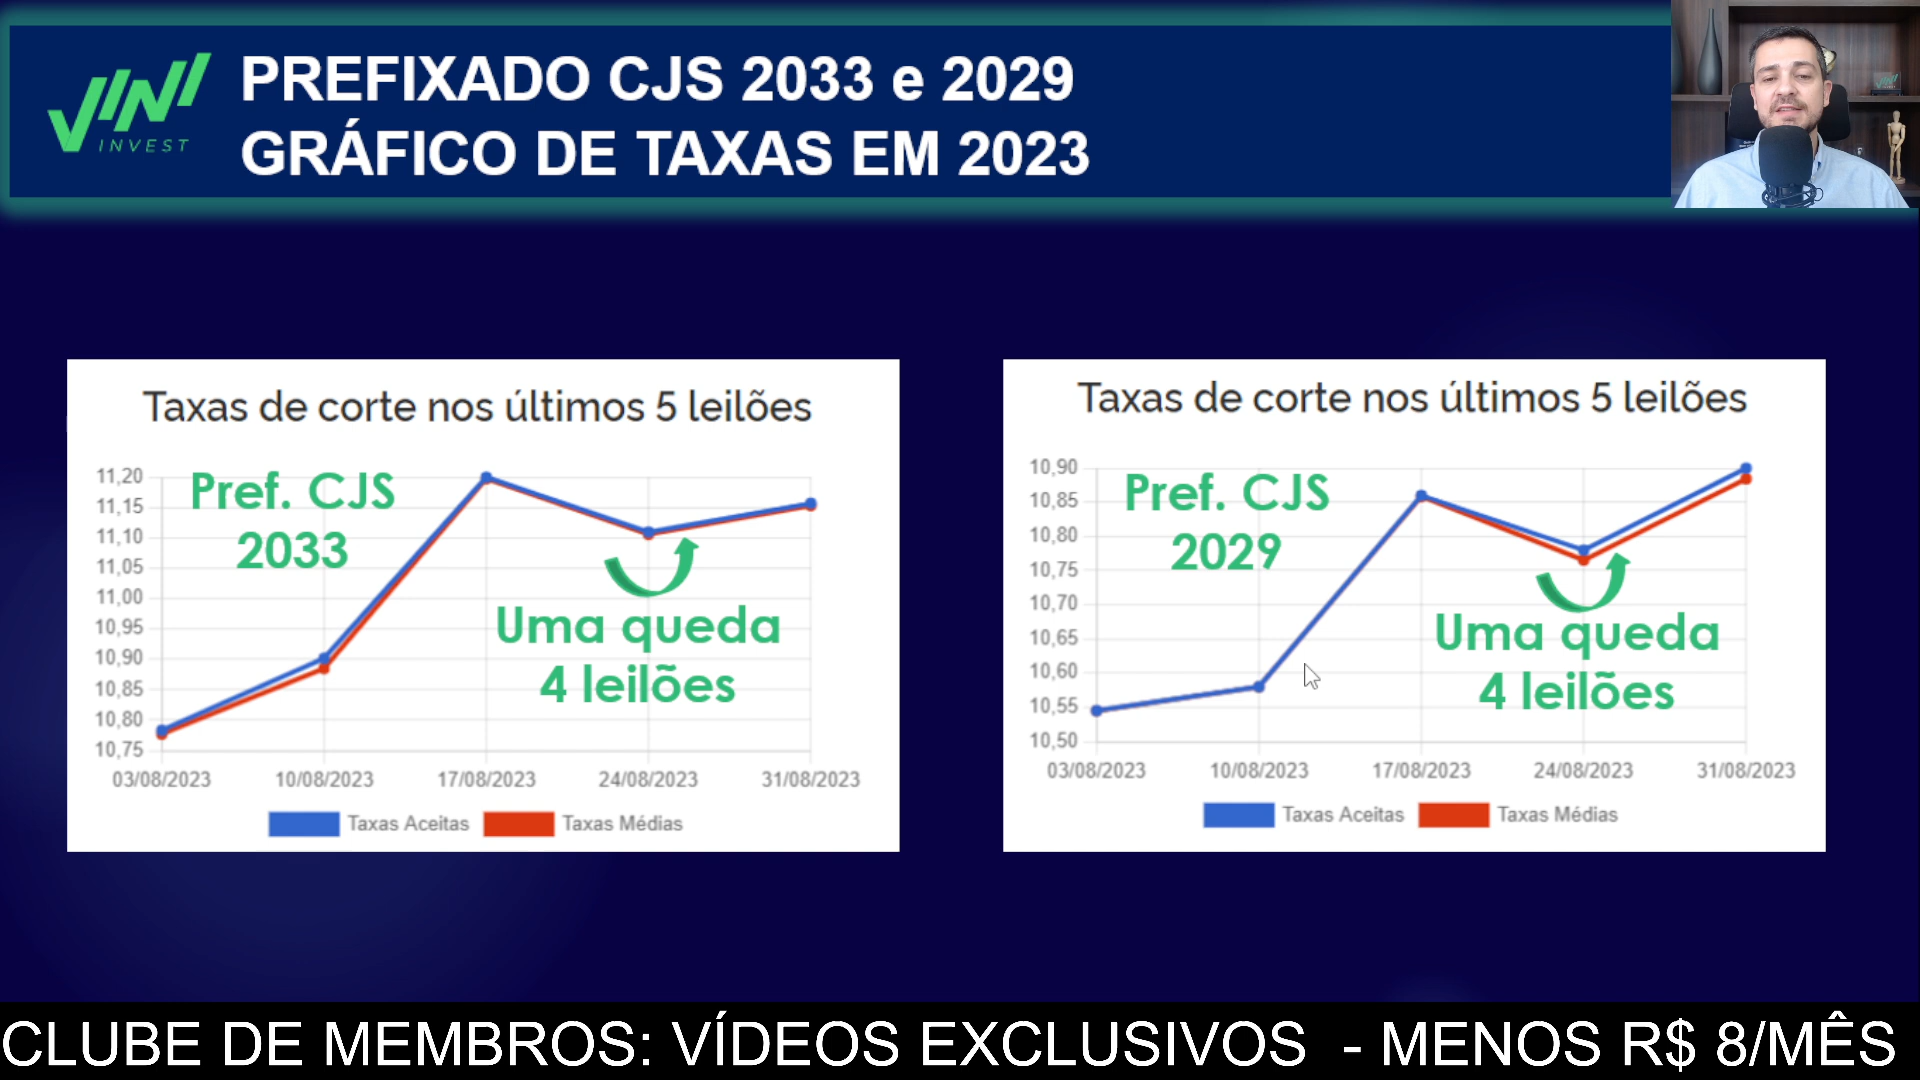 VINI
INVEST
PREFIXADO CJS 2033 e 2029
GRÁFICO DE TAXAS EM 2023
Taxas de corte nos últimos 5 leilões
11,20
11,15
11,10
11,05
11,00
10,95
10,90
10,85
10,80
10,75
Pref. CJS
2033
Uma queda
4 leilões
03/08/2023 10/08/2023 17/08/2023 24/08/2023 31/08/2023
Taxas Aceitas Taxas Médias
Taxas de corte nos últimos 5 leilões
10,90
10,85
10,80
10,75
10,70
10,65
10,60
10,55
10,50
Pref. CJS
2029
Uma queda
4 leilões
03/08/2023 10/08/2023 17/08/2023 24/08/2023 31/08/2023
Taxas Aceitas Taxas Médias
CLUBE DE MEMBROS: VÍDEOS EXCLUSIVOS - MENOS R$ 8/MÊS